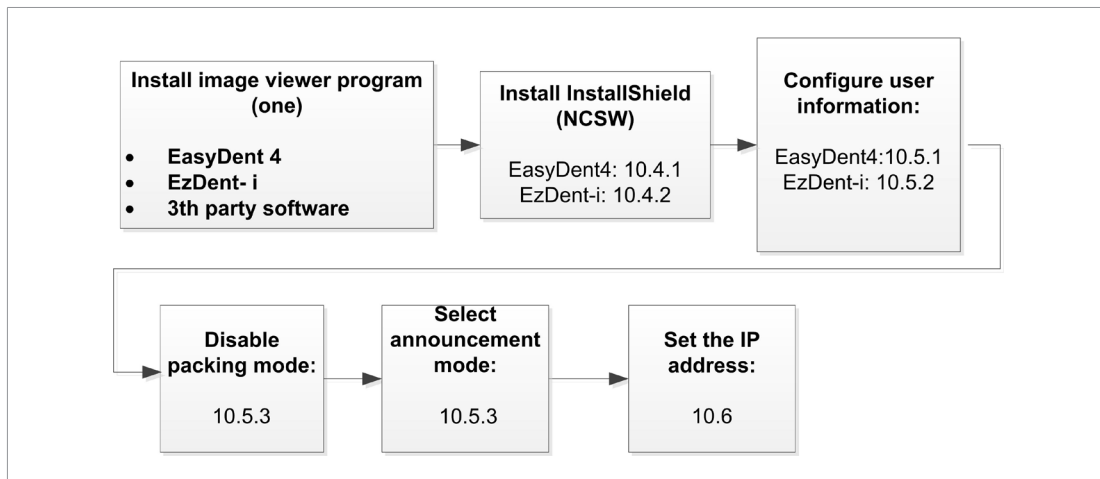 Install image viewer program
(one)
• EasyDent 4
• EzDent- i
• 3th party software
Install InstallShield
(NCSW)
EasyDent4: 10.4.1
EzDent-i: 10.4.2
Configure user
information:
EasyDent4:10.5.1
EzDent-i: 10.5.2
Disable
packing mode:
10.5.3
Select
announcement
mode:
10.5.3
Set the IP
address:
10.6